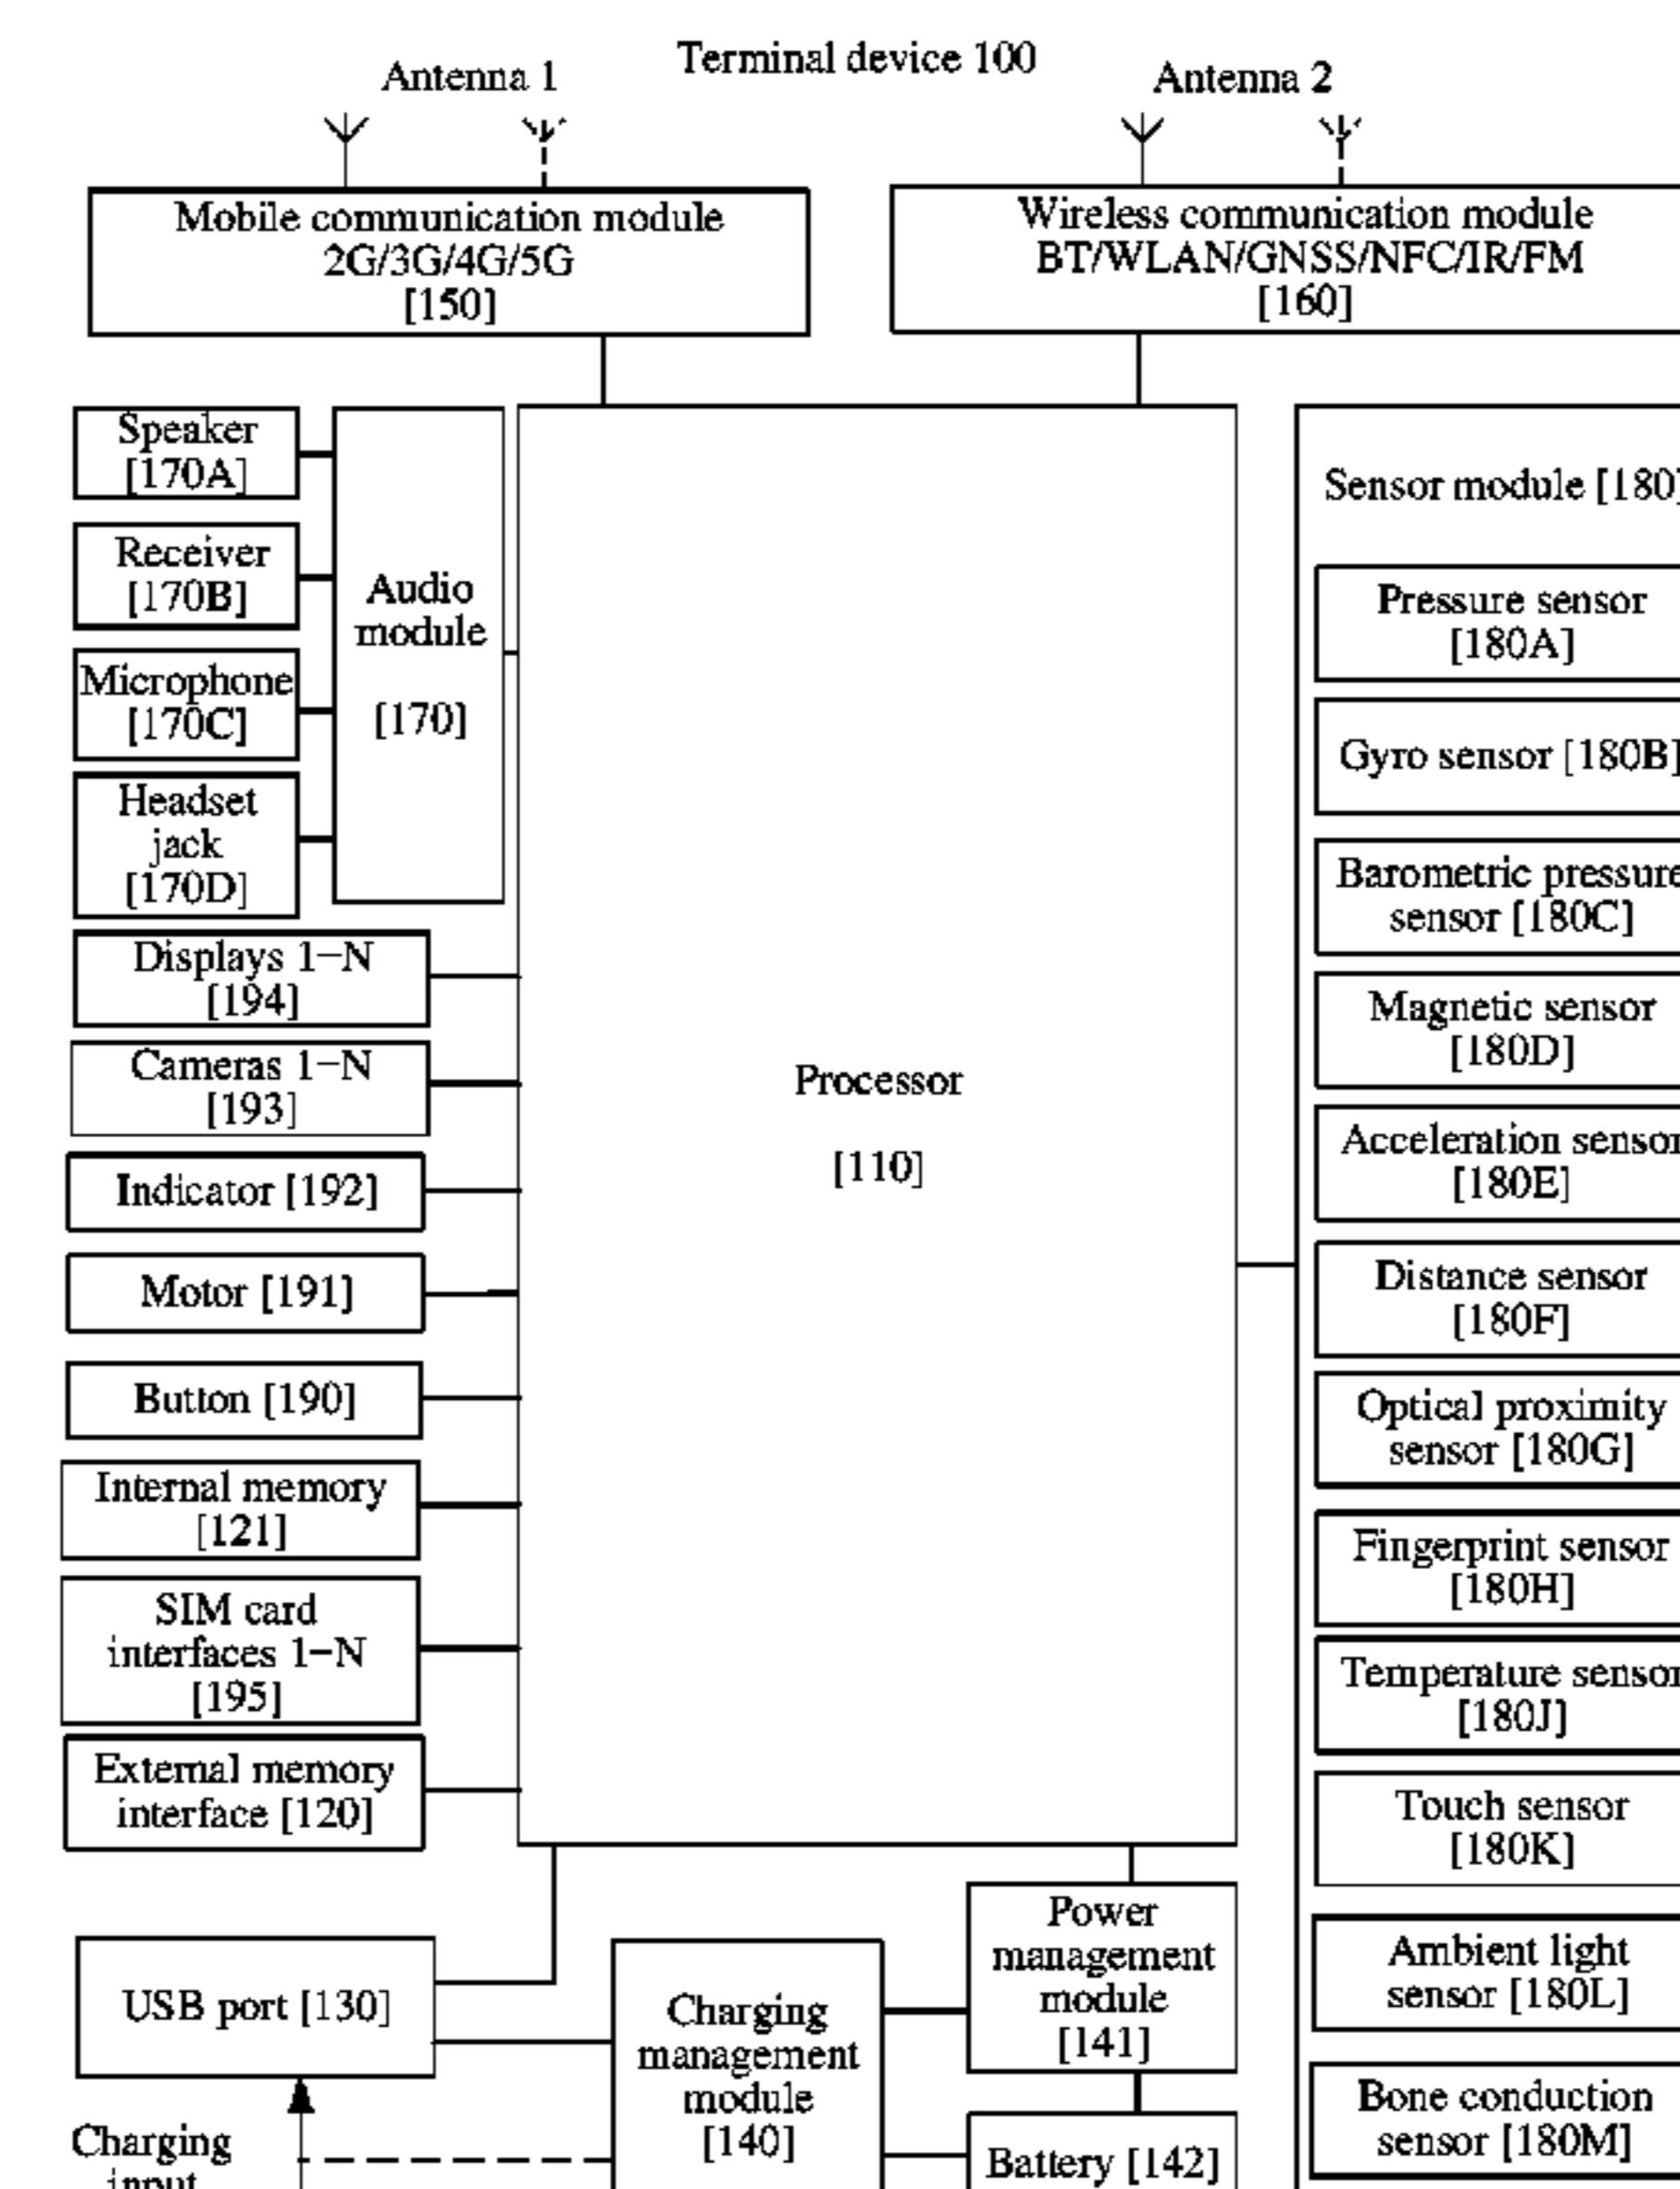 Terminal device 100
Antenna 1
Antenna 2
Mobile communication module
2G/3G/4G/5G
[150]
Wireless communication module
BT/WLAN/GNSS/NFC/IR/FM
[160]
Speaker
[170A]
Receiver
[170B]
Microphone
[170C]
Headset
jack
[170D]
Audio
module
[170]
Displays 1–N
[194]
Cameras 1–N
[193]
Indicator [192]
Motor [191]
Button [190]
Internal memory
[121]
SIM card
interfaces 1–N
[195]
External memory
interface [120]
Processor
[110]
Sensor module [180]
Pressure sensor
[180A]
Gyro sensor [180B]
Barometric pressure
sensor [180C]
Magnetic sensor
[180D]
Acceleration sensor
[180E]
Distance sensor
[180F]
Optical proximity
sensor [180G]
Fingerprint sensor
[180H]
Temperature sensor
[180J]
Touch sensor
[180K]
Ambient light
sensor [180L]
Bone conduction
sensor [180M]
USB port [130]
Charging
input
Charging
management
module
[140]
Power
management
module
[141]
Battery [142]